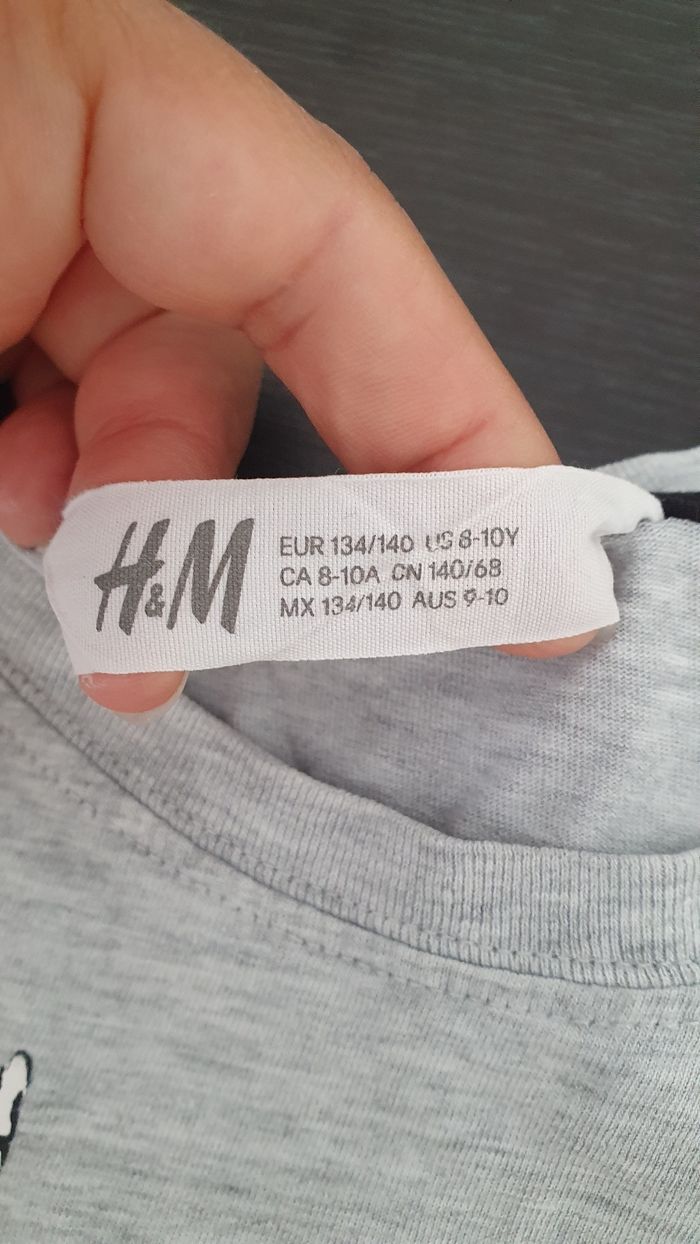 H&M
EUR 134/140 US 8-10Y
CA 8-10A CN 140/68
MX 134/140 AUS 9-10